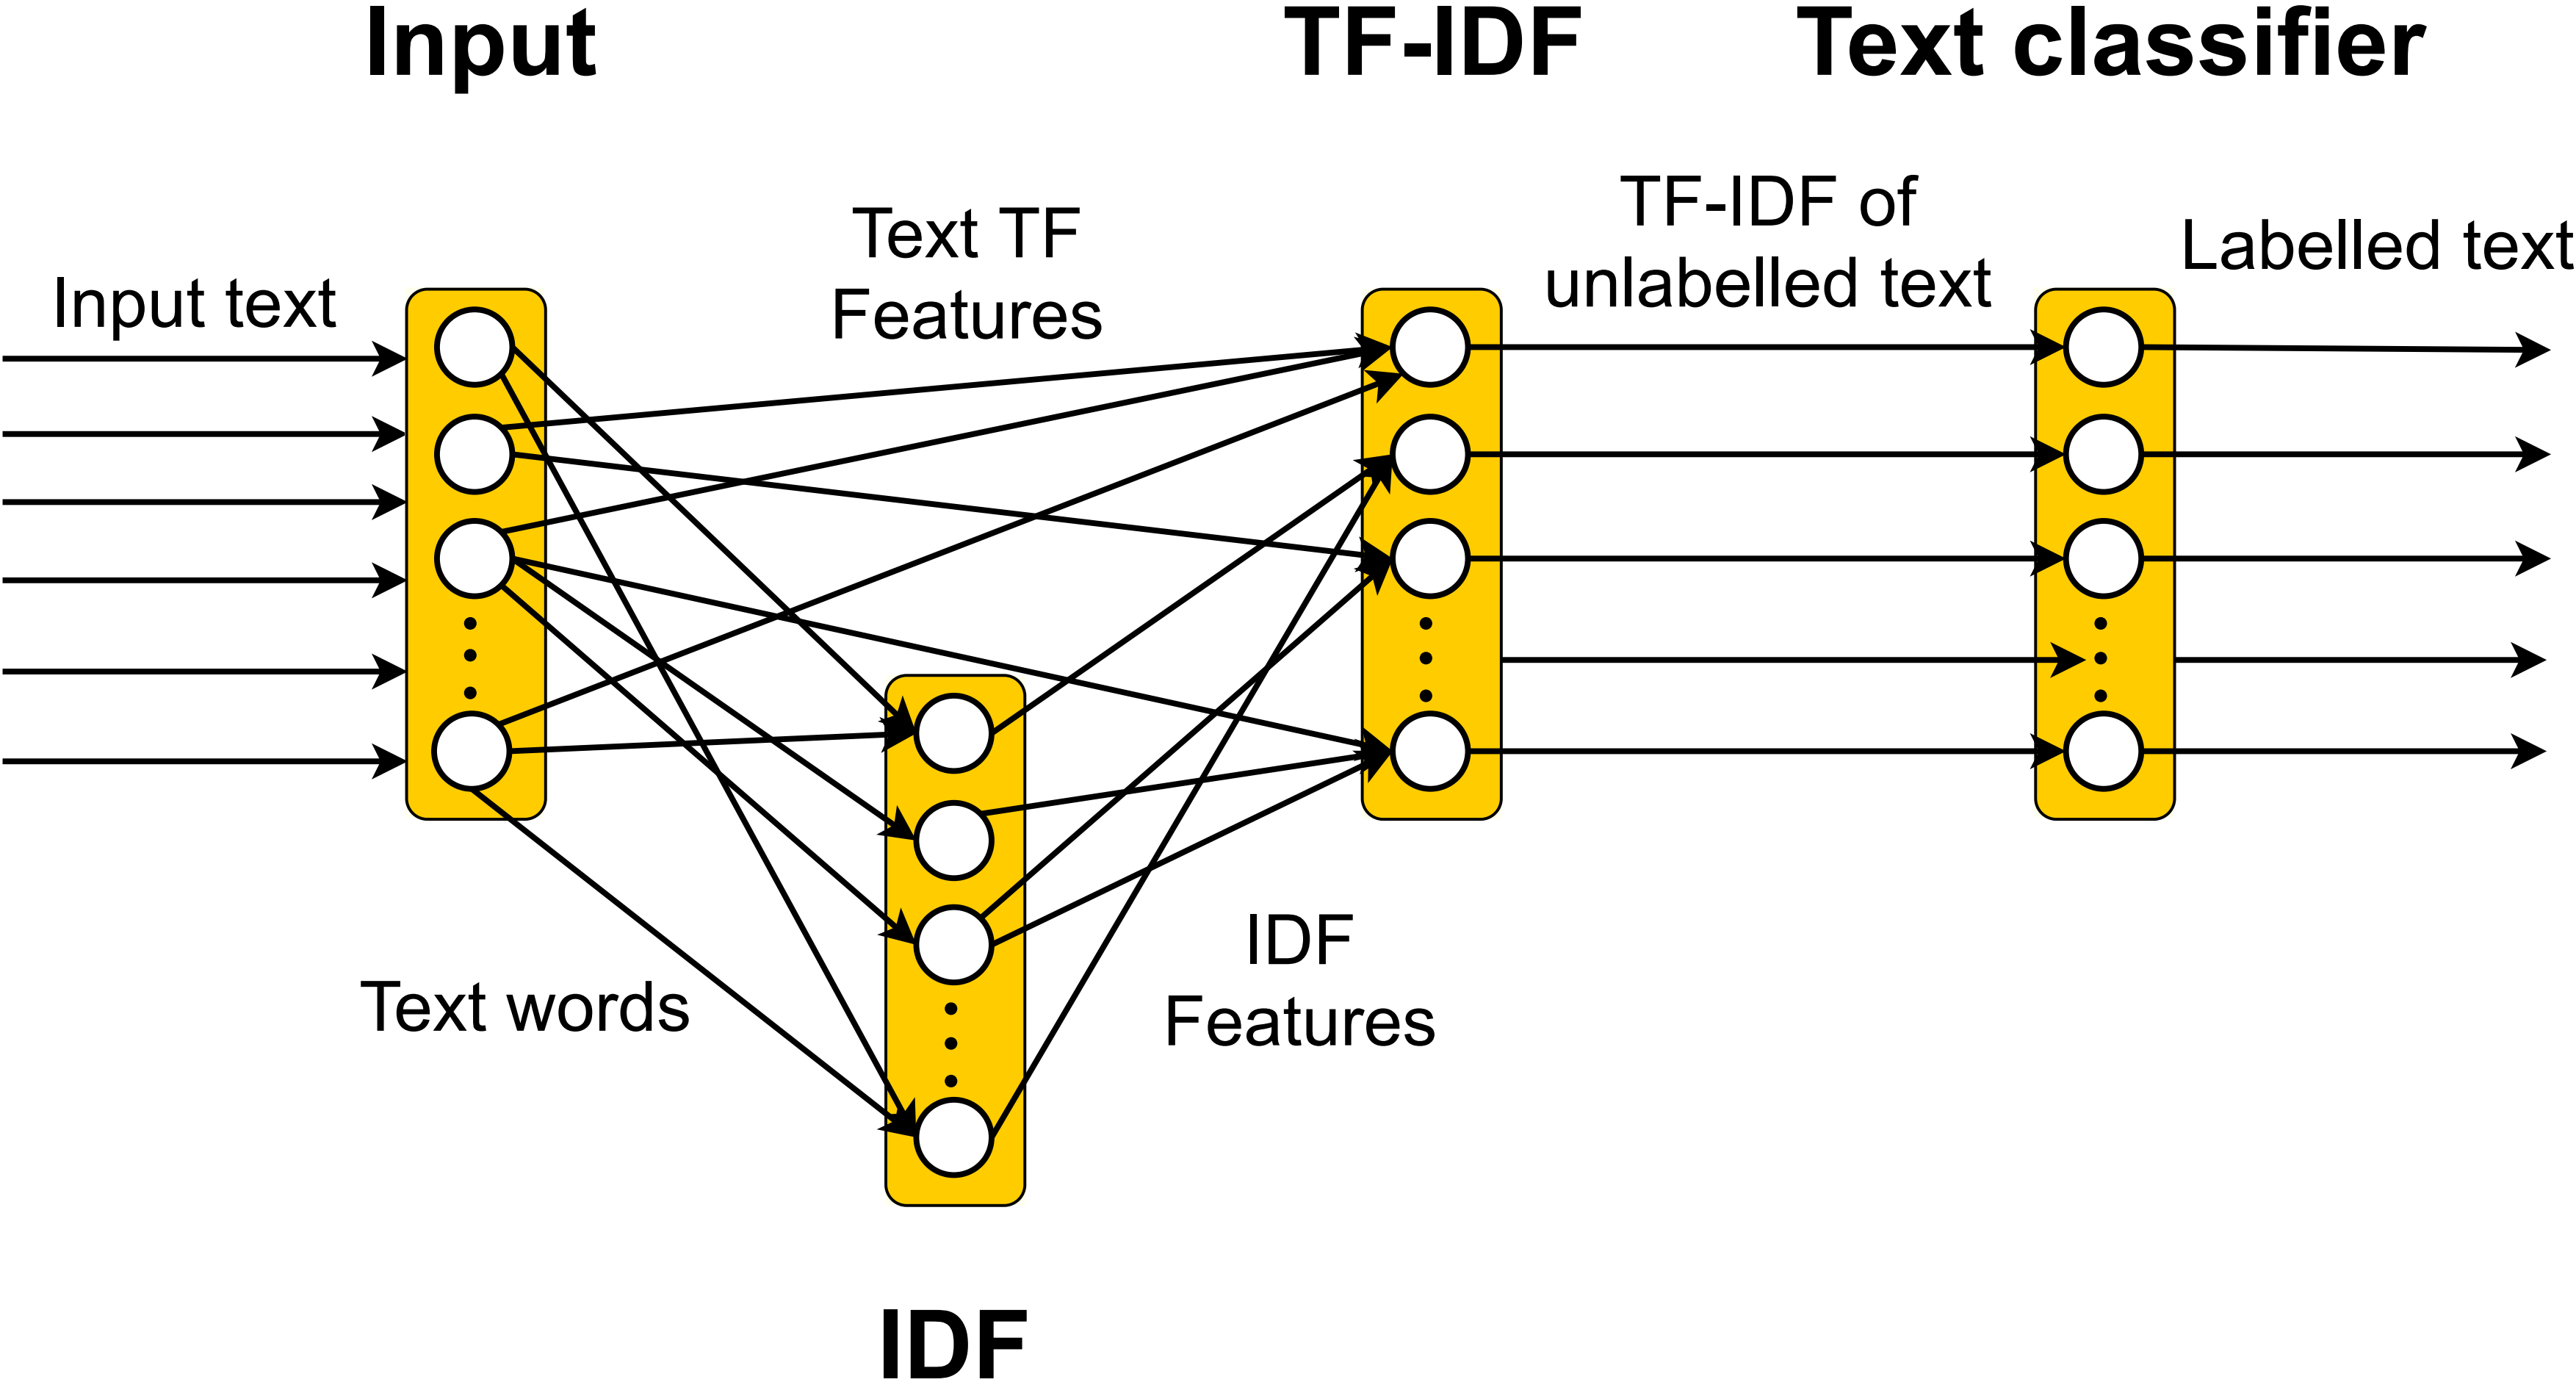 Input
TF-IDF
Text classifier
Input text
Text TF
Features
TF-IDF of
unlabelled text
Labelled text
Text words
IDF
Features
IDF